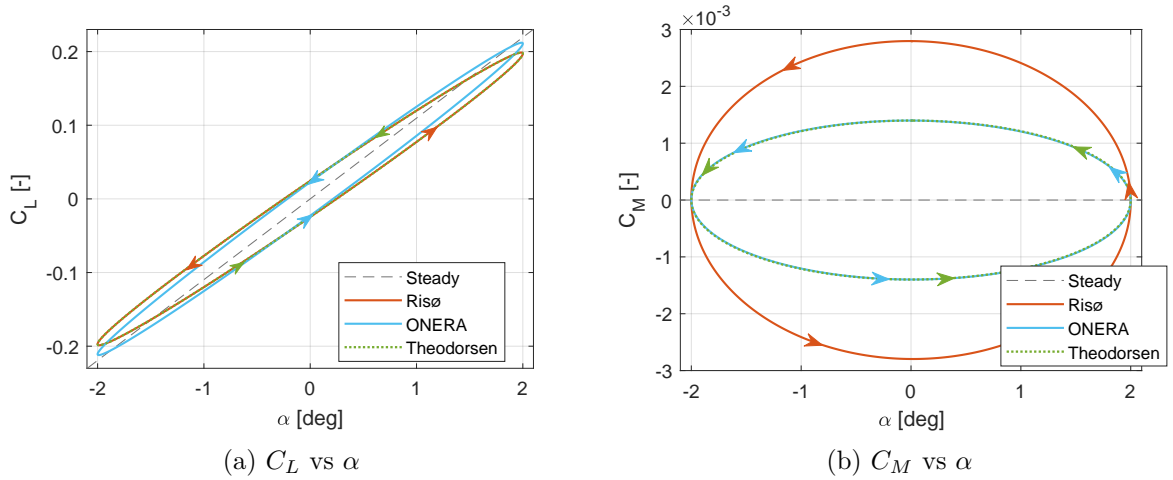 0.2
0.1
0
-0.1
-0.2
C_L [-]
-2 -1 0 1 2
α [deg]
Steady
Risø
ONERA
Theodorsen
(a) C_L vs α
×10^-3
3
2
1
0
-1
-2
-3
C_M [-]
-2 -1 0 1 2
α [deg]
Steady
Risø
ONERA
Theodorsen
(b) C_M vs α